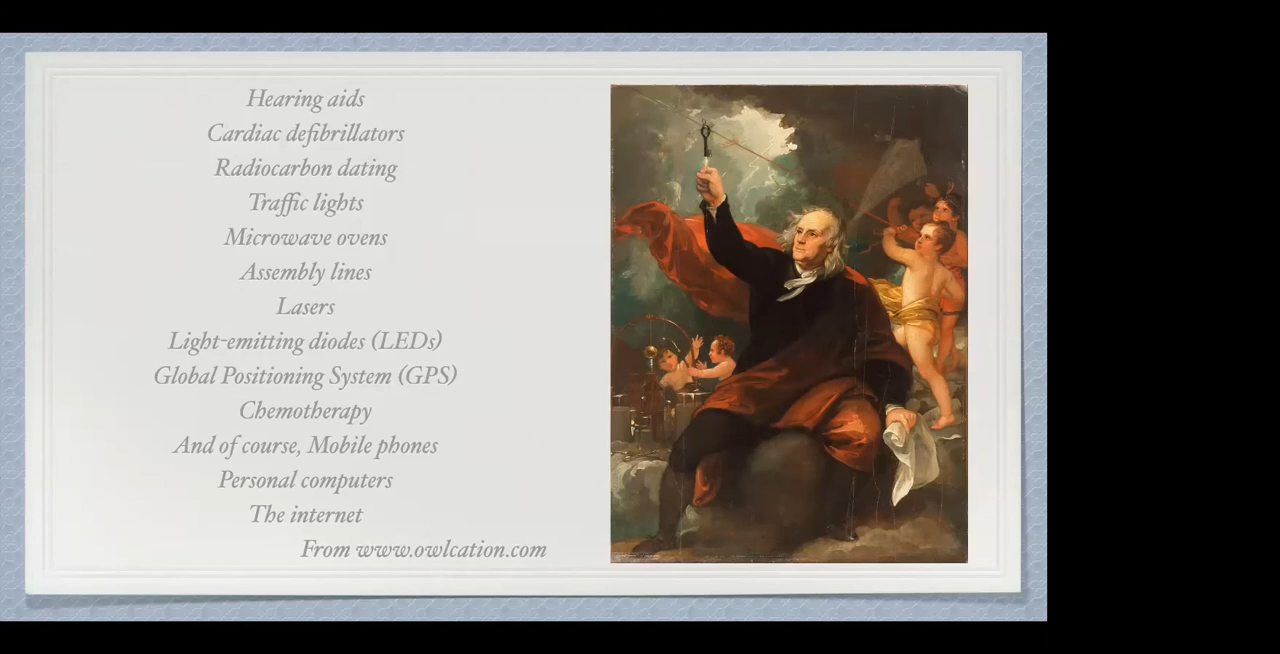 Hearing aids
Cardiac defibrillators
Radiocarbon dating
Traffic lights
Microwave ovens
Assembly lines
Lasers
Light-emitting diodes (LEDs)
Global Positioning System (GPS)
Chemotherapy
And of course, Mobile phones
Personal computers
The internet
From www.owlcation.com